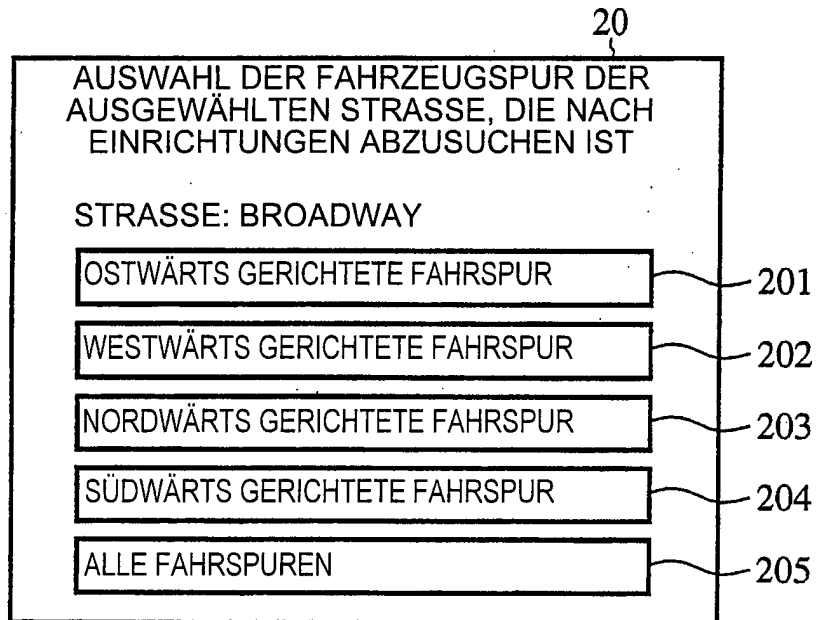 20
AUSWAHL DER FAHRZEUGSPUR DER
AUSGEWÄHLTEN STRASSE, DIE NACH
EINRICHTUNGEN ABZUSUCHEN IST
STRASSE: BROADWAY
OSTWÄRTS GERICHTETE FAHRSPUR 201
WESTWÄRTS GERICHTETE FAHRSPUR 202
NORDWÄRTS GERICHTETE FAHRSPUR 203
SÜDWÄRTS GERICHTETE FAHRSPUR 204
ALLE FAHRSPUREN 205